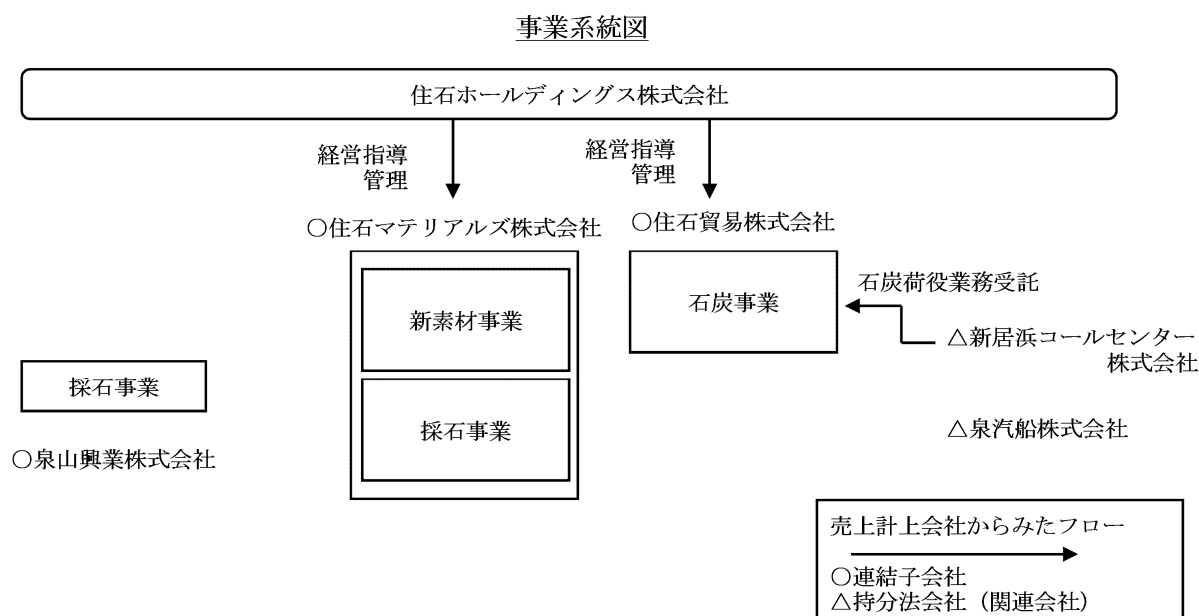 事業系統図
住石ホールディングス株式会社
経営指導
管理
経営指導
管理
○住石マテリアルズ株式会社
○住石貿易株式会社
新素材事業
石炭事業
石炭荷役業務受託
△新居浜コールセンター
株式会社
採石事業
採石事業
△泉汽船株式会社
○泉山興業株式会社
売上計上会社からみたフロー
○連結子会社
△持分法会社（関連会社）